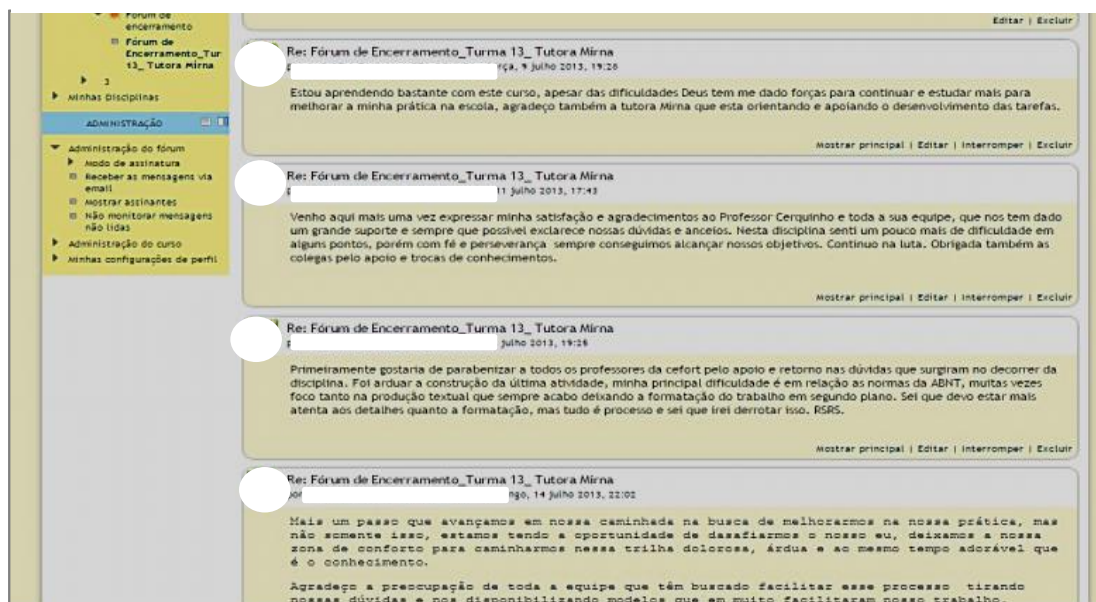 Fórum de
encerramento
Fórum de
Encerramento_Tur
13_ Tutora Mirna
3
Minhas Disciplinas
ADMINISTRAÇÃO
Administração do fórum
Modo de assinatura
Receber as mensagens via
email
Mostrar assinantes
Não monitorar mensagens
não lidas
Administração do curso
Minhas configurações de perfil
Editar | Excluir
Re: Fórum de Encerramento_Turma 13_ Tutora Mirna
rça, 9 julho 2013, 19:26
Estou aprendendo bastante com este curso, apesar das dificuldades Deus tem me dado forças para continuar e estudar mais para
melhorar a minha prática na escola, agradeço também a tutora Mirna que esta orientando e apoiando o desenvolvimento das tarefas.
Mostrar principal | Editar | Interromper | Excluir
Re: Fórum de Encerramento_Turma 13_ Tutora Mirna
11 julho 2013, 17:43
Venho aqui mais uma vez expressar minha satisfação e agradecimentos ao Professor Cerquinho e toda a sua equipe, que nos tem dado
um grande suporte e sempre que possivel exclarece nossas dúvidas e anceios. Nesta disciplina senti um pouco mais de dificuldade em
alguns pontos, porém com fé e perseverança sempre conseguimos alcançar nossos objetivos. Continuo na luta. Obrigada também as
colegas pelo apoio e trocas de conhecimentos.
Mostrar principal | Editar | Interromper | Excluir
Re: Fórum de Encerramento_Turma 13_ Tutora Mirna
julho 2013, 19:28
Primeiramente gostaria de parabenizar a todos os professores da cefort pelo apoio e retorno nas dúvidas que surgiram no decorrer da
disciplina. Foi arduar a construção da última atividade, minha principal dificuldade é em relação as normas da ABNT, muitas vezes
foco tanto na produção textual que sempre acabo deixando a formatação do trabalho em segundo plano. Sei que devo estar mais
atenta aos detalhes quanto a formatação, mas tudo é processo e sei que irei derrotar isso. RSRS.
Mostrar principal | Editar | Interromper | Excluir
Re: Fórum de Encerramento_Turma 13_ Tutora Mirna
por
ngo, 14 julho 2013, 22:02
Mais um passo que avançamos em nossa caminhada na busca de melhorarmos na nossa prática, mas
não somente isso, estamos tendo a oportunidade de dasafiarmos o nosso eu, deixamos a nossa
zona de conforto para caminharmos nessa trilha dolorosa, árdua e ao mesmo tempo adorável que
é o conhecimento.
Agradeço a preocupação de toda a equipe que têm buscado facilitar esse processo tirando
nossas dúvidas e nos disponibilizando modelos que em muito facilitaram nosso trabalho.